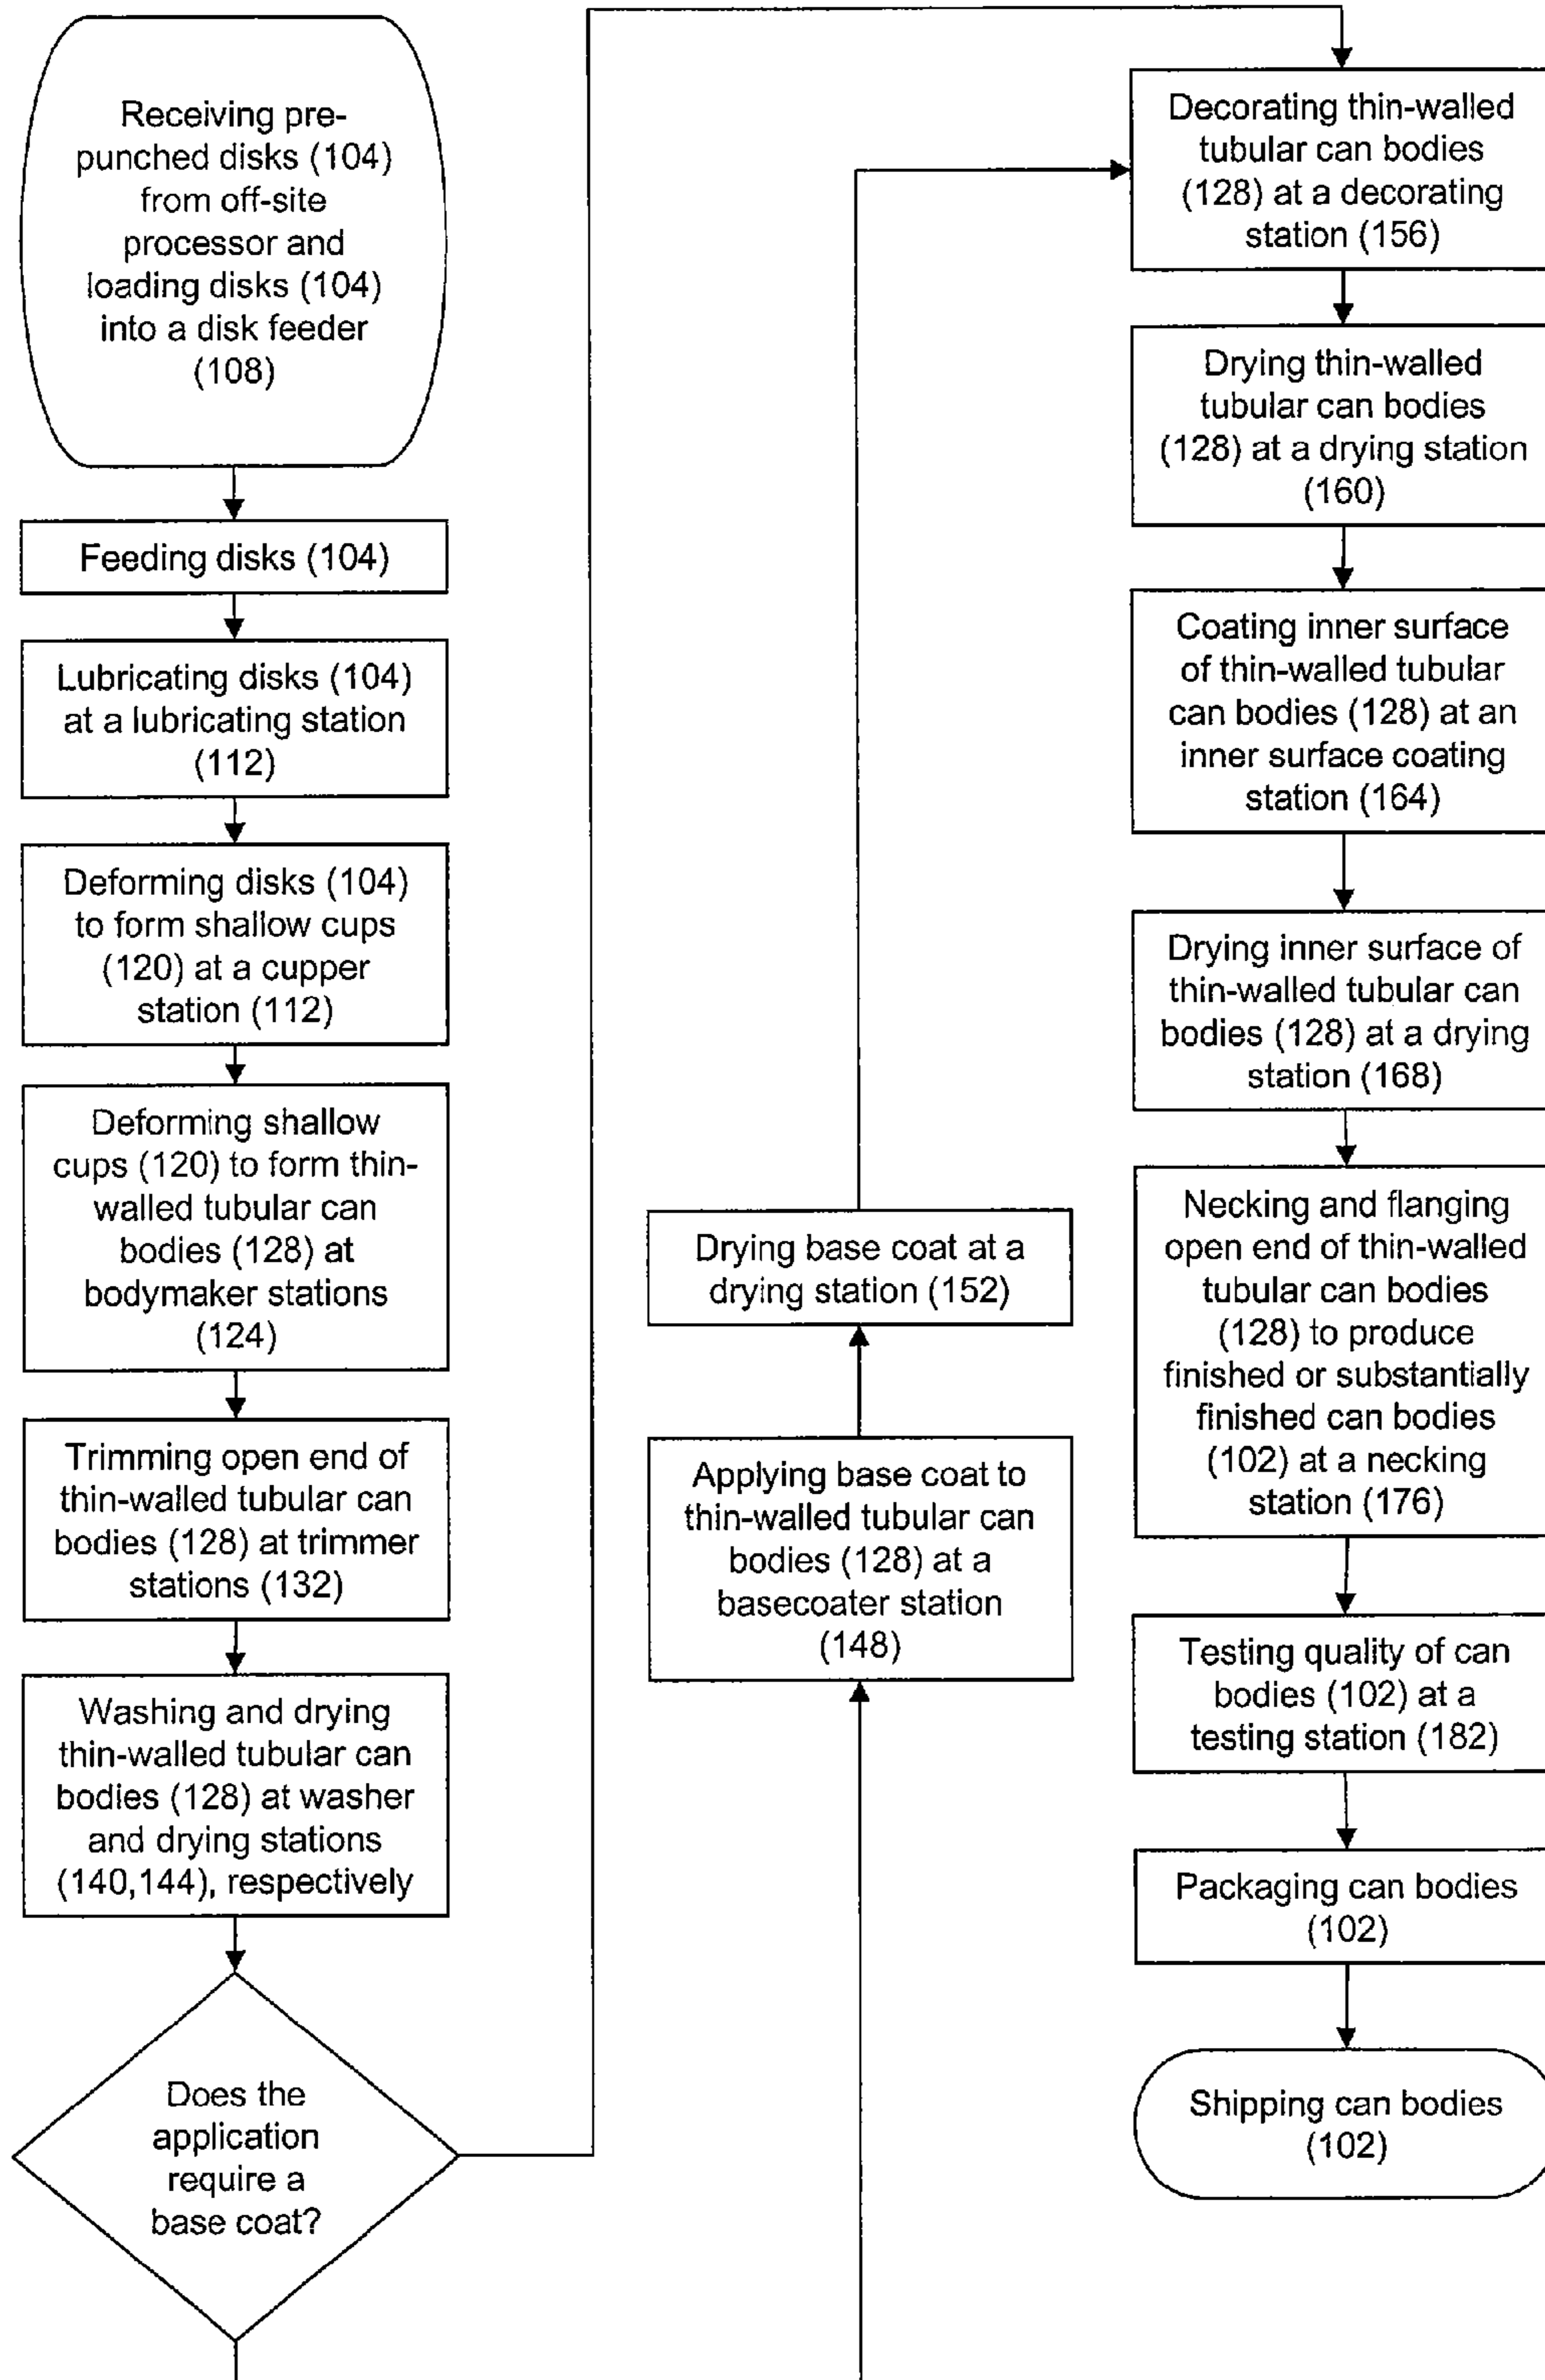 Receiving pre-
punched disks (104)
from off-site
processor and
loading disks (104)
into a disk feeder
(108)
Feeding disks (104)
Lubricating disks (104)
at a lubricating station
(112)
Deforming disks (104)
to form shallow cups
(120) at a cupper
station (112)
Deforming shallow
cups (120) to form thin-
walled tubular can
bodies (128) at
bodymaker stations
(124)
Trimming open end of
thin-walled tubular can
bodies (128) at trimmer
stations (132)
Washing and drying
thin-walled tubular can
bodies (128) at washer
and drying stations
(140,144), respectively
Does the
application
require a
base coat?
Applying base coat to
thin-walled tubular can
bodies (128) at a
basecoater station
(148)
Drying base coat at a
drying station (152)
Decorating thin-walled
tubular can bodies
(128) at a decorating
station (156)
Drying thin-walled
tubular can bodies
(128) at a drying station
(160)
Coating inner surface
of thin-walled tubular
can bodies (128) at an
inner surface coating
station (164)
Drying inner surface of
thin-walled tubular can
bodies (128) at a drying
station (168)
Necking and flanging
open end of thin-walled
tubular can bodies
(128) to produce
finished or substantially
finished can bodies
(102) at a necking
station (176)
Testing quality of can
bodies (102) at a
testing station (182)
Packaging can bodies
(102)
Shipping can bodies
(102)